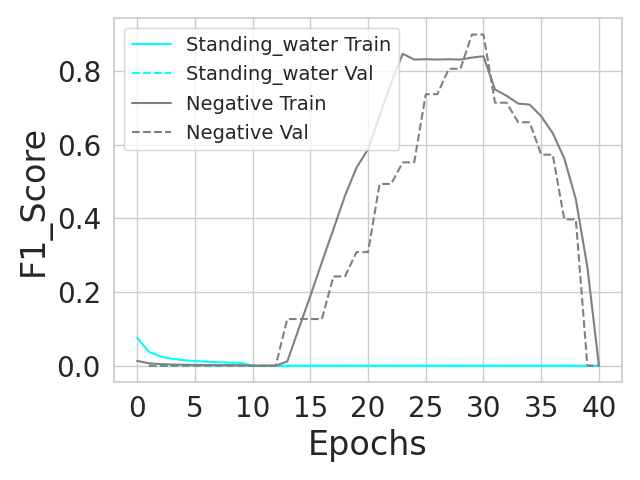 Standing_water Train
Standing_water Val
Negative Train
Negative Val
F1_Score
0.8
0.6
0.4
0.2
0.0
0 5 10 15 20 25 30 35 40
Epochs